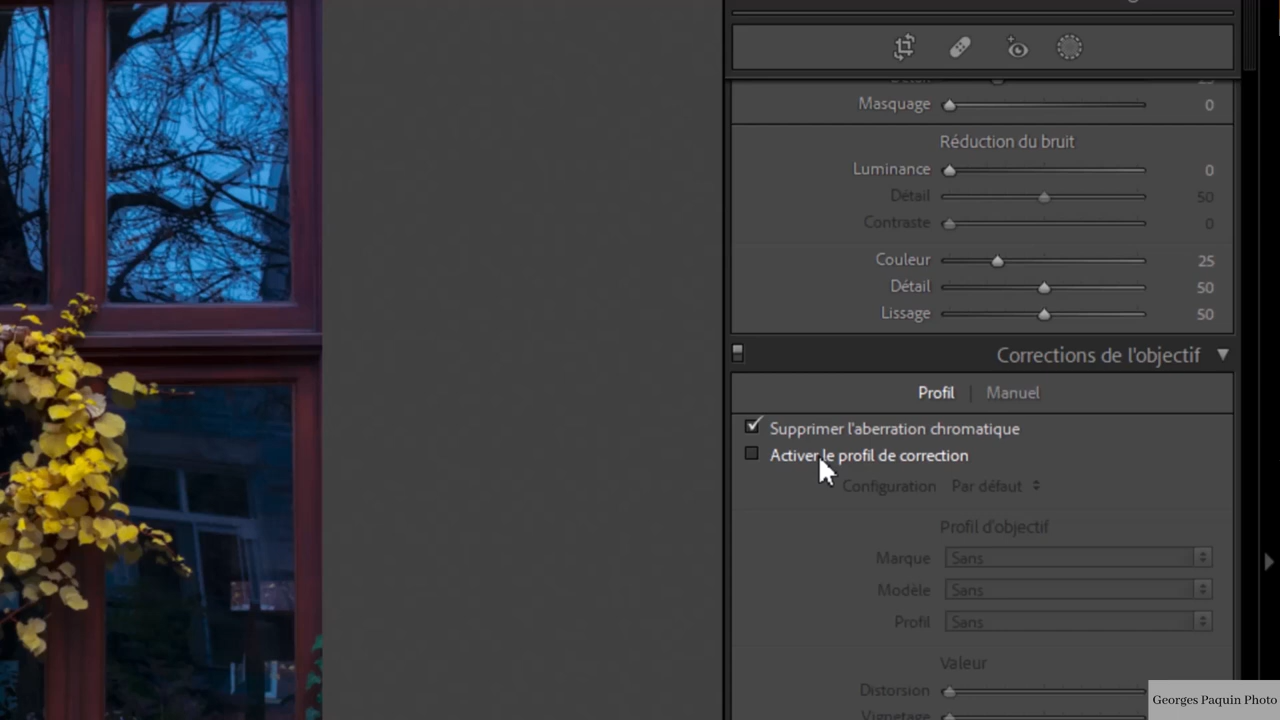 Masquage 0
Réduction du bruit
Luminance 0
Détail 50
Contraste 0
Couleur 25
Détail 50
Lissage 50
Corrections de l'objectif
Profil | Manuel
Supprimer l'aberration chromatique
Activer le profil de correction
Configuration Par défaut
Profil d'objectif
Marque Sans
Modèle Sans
Profil Sans
Valeur
Distorsion
Vignetage
Georges Paquin Photo